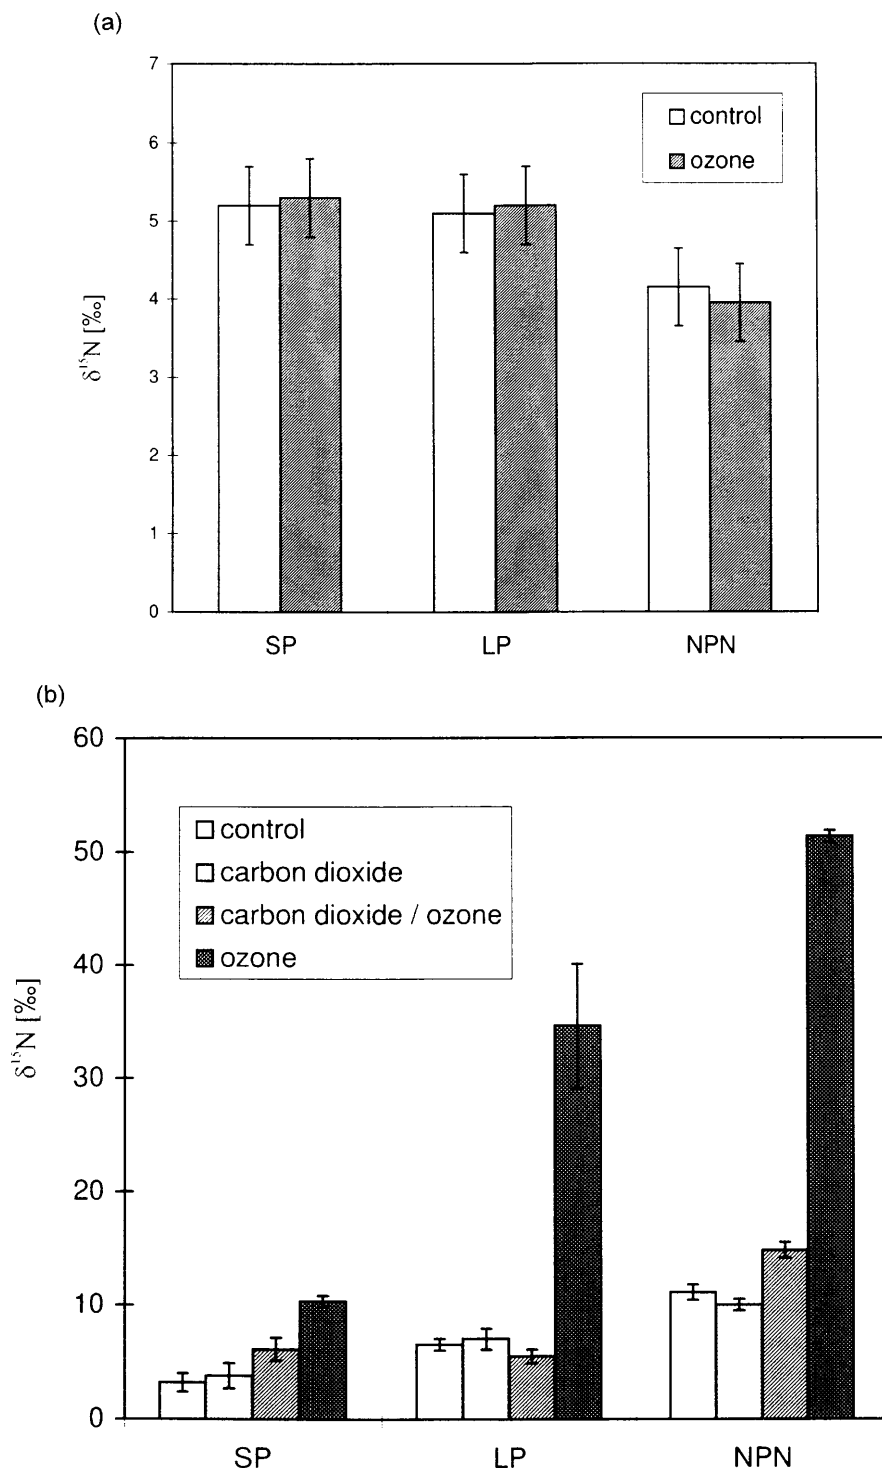 (a)
7
6
5
4
3
2
1
0
δ¹⁵N [‰]
control
ozone
SP LP NPN
(b)
60
50
40
30
20
10
0
δ¹⁵N [‰]
control
carbon dioxide
carbon dioxide / ozone
ozone
SP LP NPN